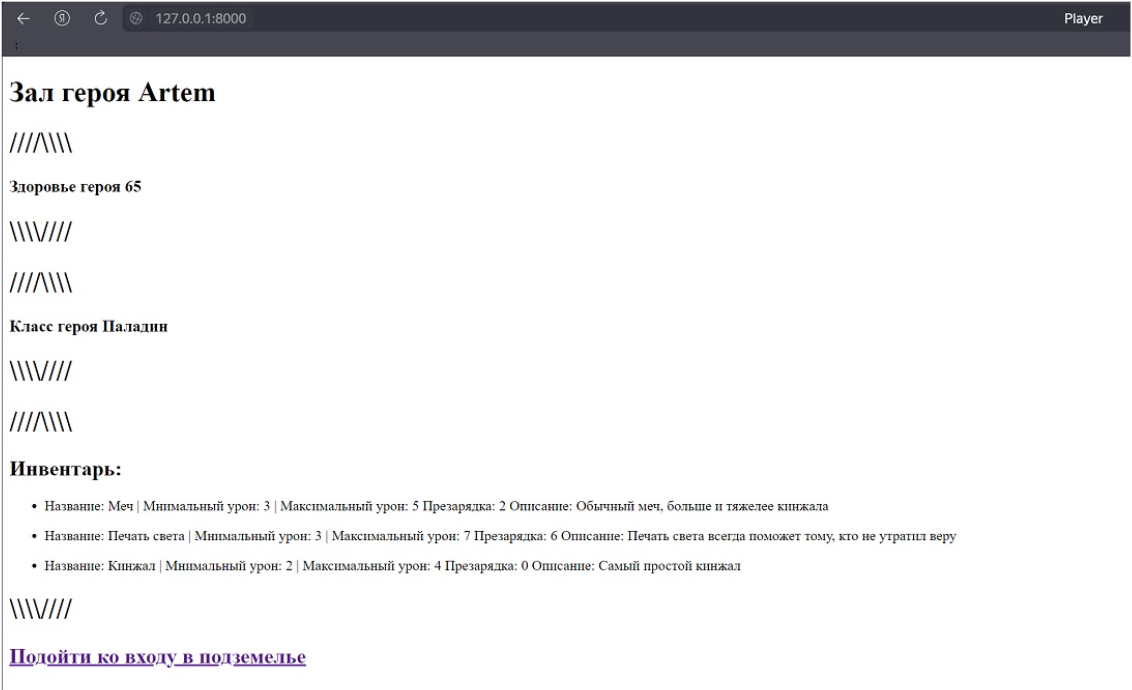 127.0.0.1:8000
Player
Зал героя Artem
////\\\\
Здоровье героя 65
\\\\////
////\\\\
Класс героя Паладин
\\\\////
////\\\\
Инвентарь:
• Название: Меч | Мнимальный урон: 3 | Максимальный урон: 5 Презарядка: 2 Описание: Обычный меч, больше и тяжелее кинжала
• Название: Печать света | Мнимальный урон: 3 | Максимальный урон: 7 Презарядка: 6 Описание: Печать света всегда поможет тому, кто не утратил веру
• Название: Кинжал | Мнимальный урон: 2 | Максимальный урон: 4 Презарядка: 0 Описание: Самый простой кинжал
\\\\////
Подойти ко входу в подземелье